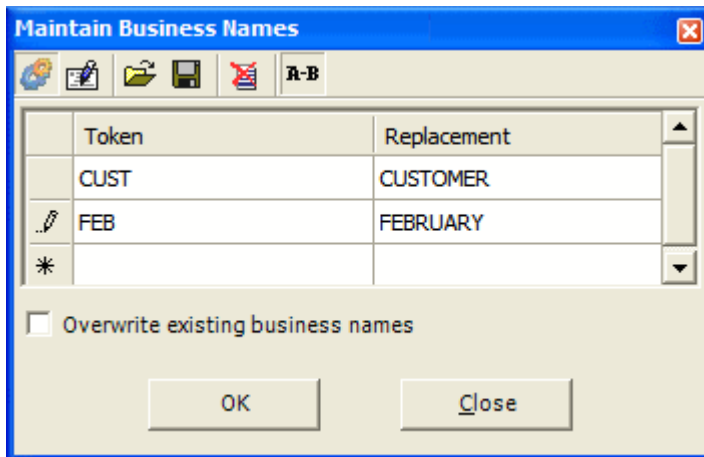 Maintain Business Names
A-B
Token Replacement
CUST CUSTOMER
FEB FEBRUARY
*
Overwrite existing business names
OK Close